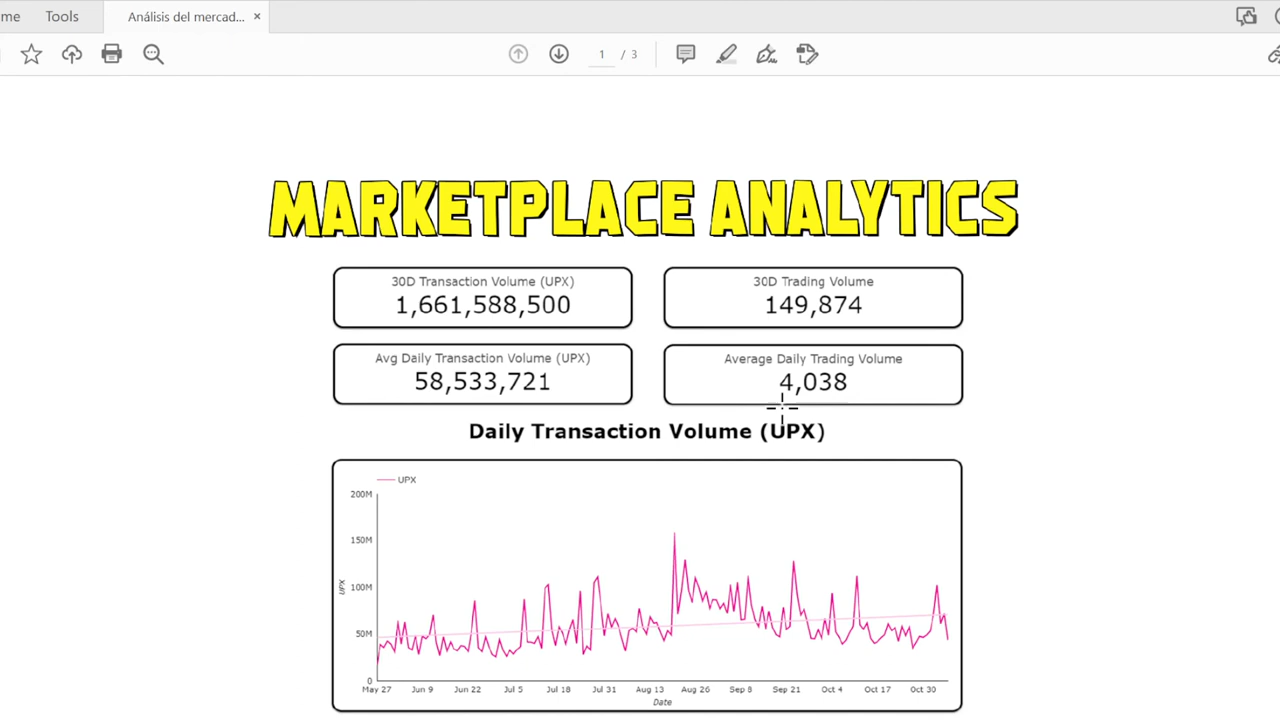 me Tools Análisis del mercad... ×
1 / 3
MARKETPLACE ANALYTICS
30D Transaction Volume (UPX)
1,661,588,500
30D Trading Volume
149,874
Avg Daily Transaction Volume (UPX)
58,533,721
Average Daily Trading Volume
4,038
Daily Transaction Volume (UPX)
UPX
200M
150M
100M
50M
0
UPX
May 27 Jun 9 Jun 22 Jul 5 Jul 18 Jul 31 Aug 13 Aug 26 Sep 8 Sep 21 Oct 4 Oct 17 Oct 30
Date